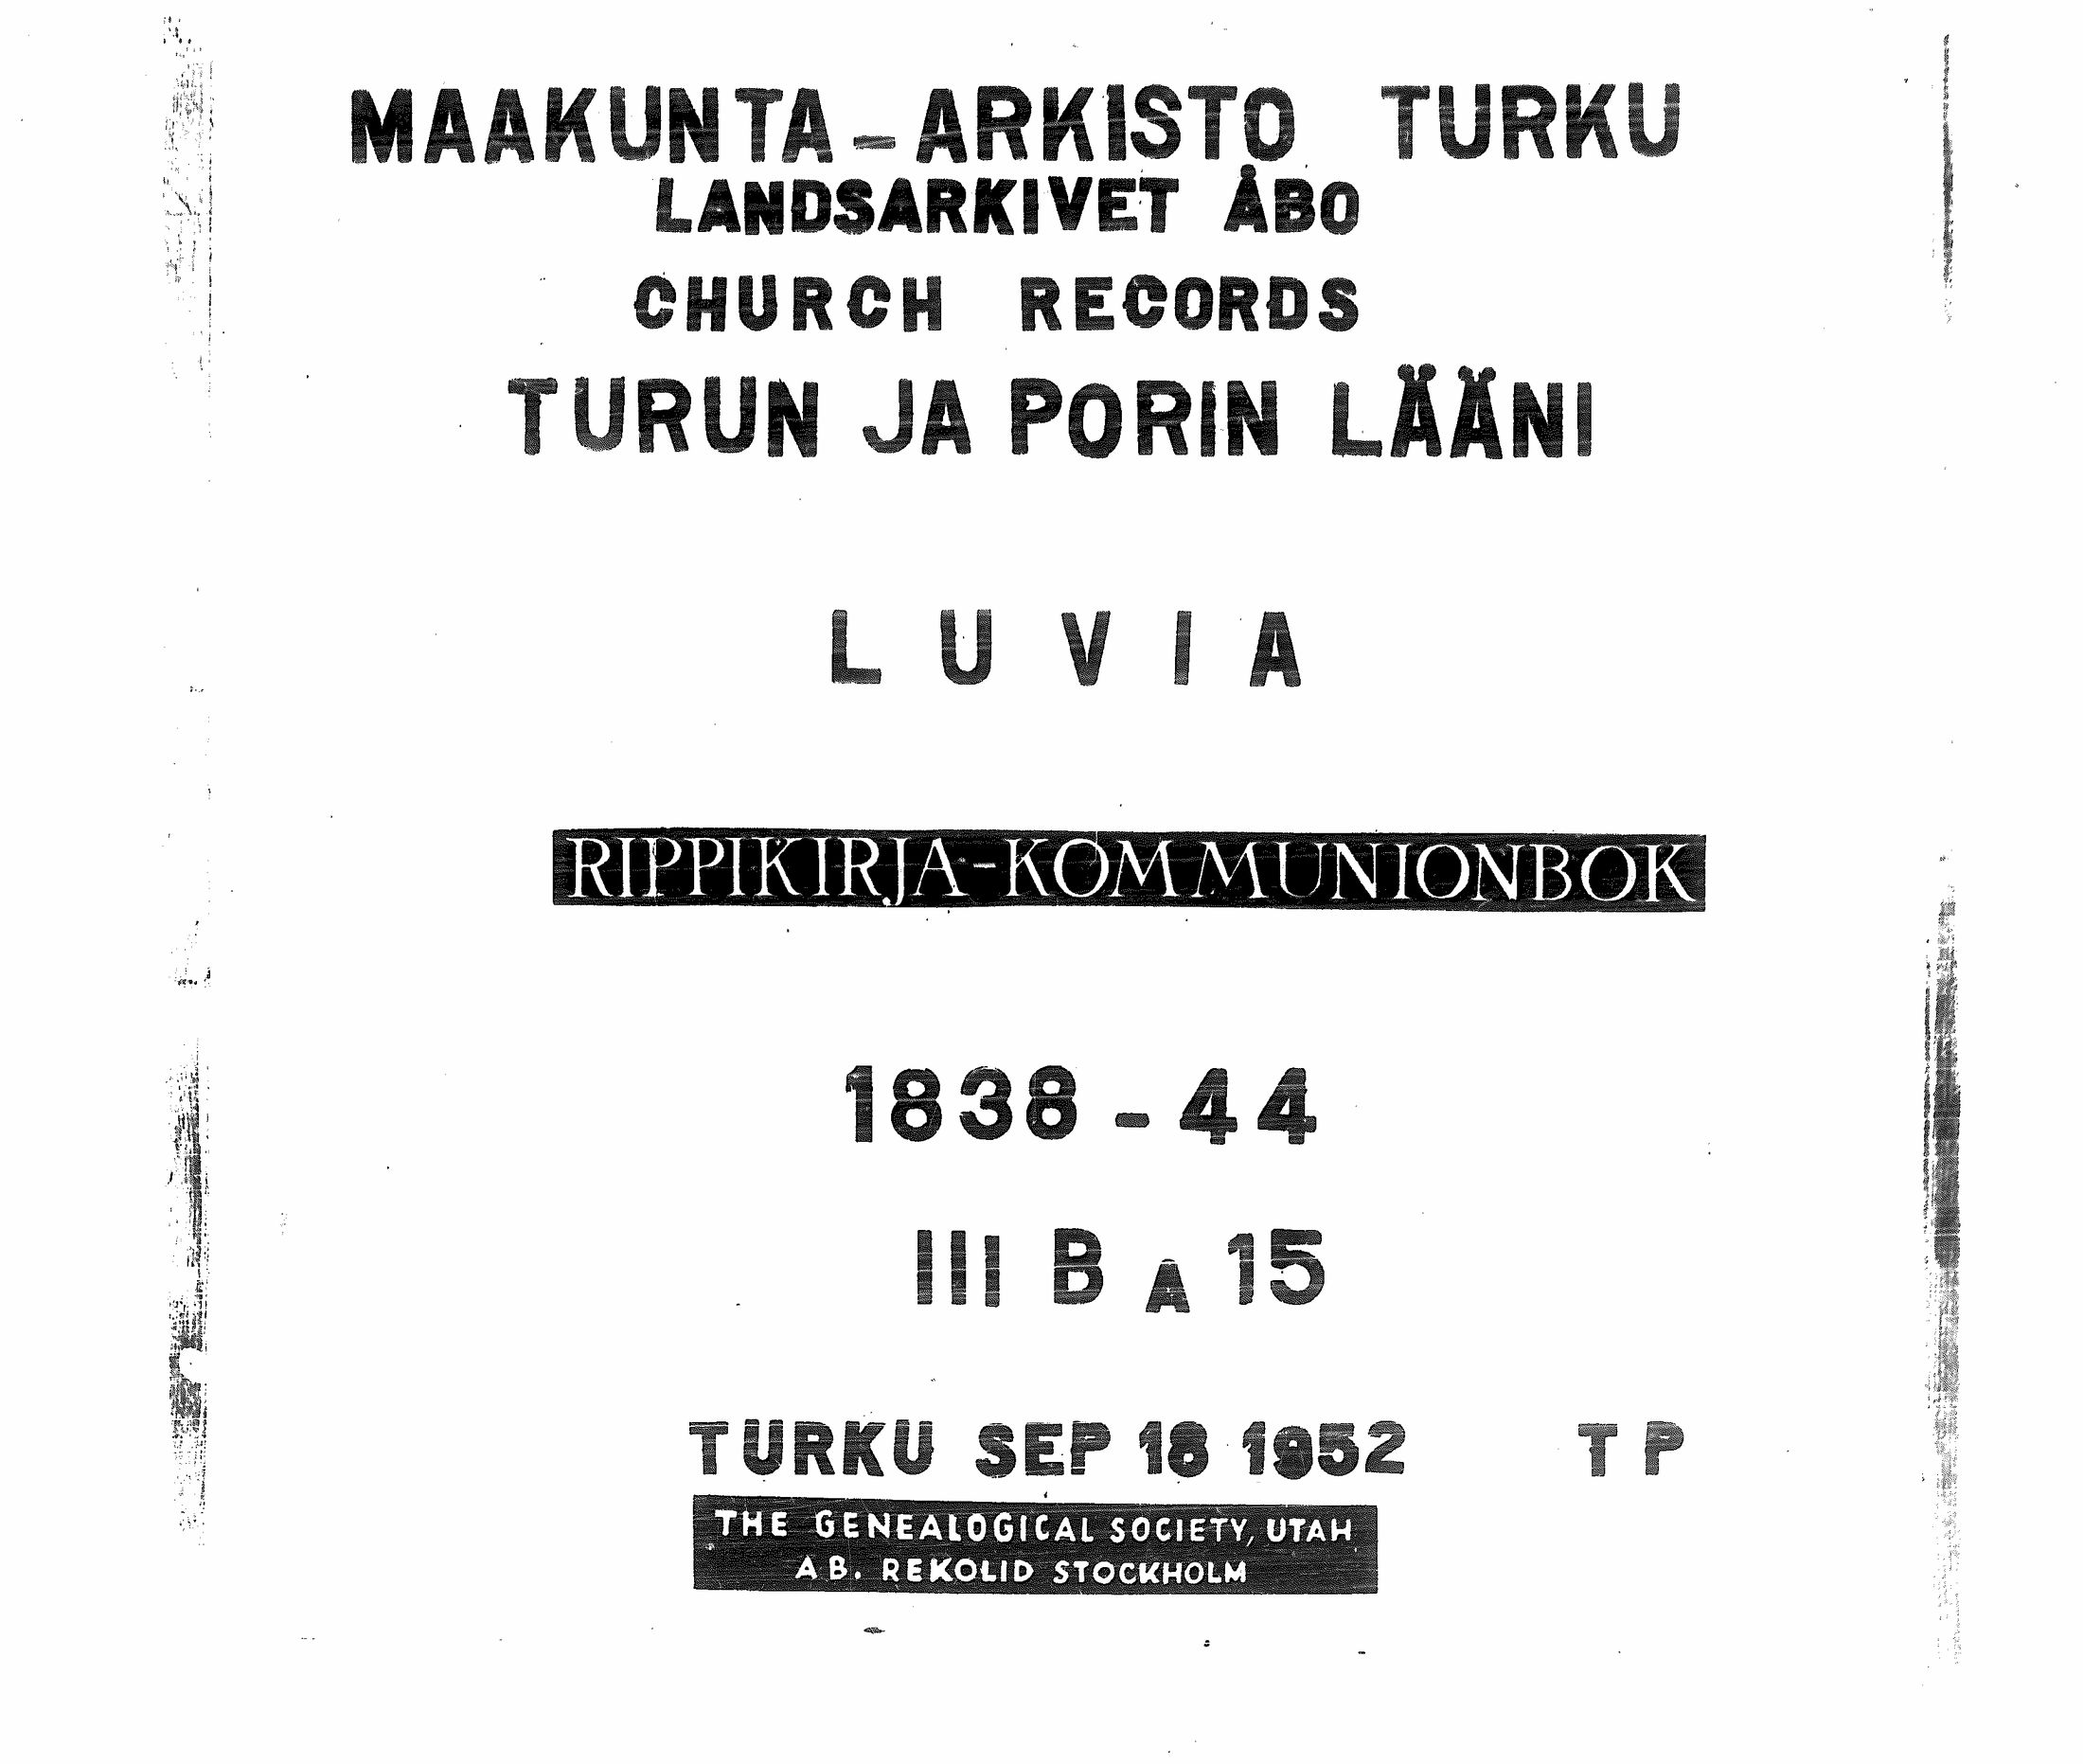 MAAKUNTA-ARKISTO TURKU
LANDSARKIVET ÅBO
CHURCH RECORDS
TURUN JA PORIN LÄÄNI
LUVIA
RIPPIKIRJA-KOMMUNIONBOK
1838-44
III B A 15
TURKU SEP 18 1952 TP
THE GENEALOGICAL SOCIETY, UTAH
AB. REKOLID STOCKHOLM